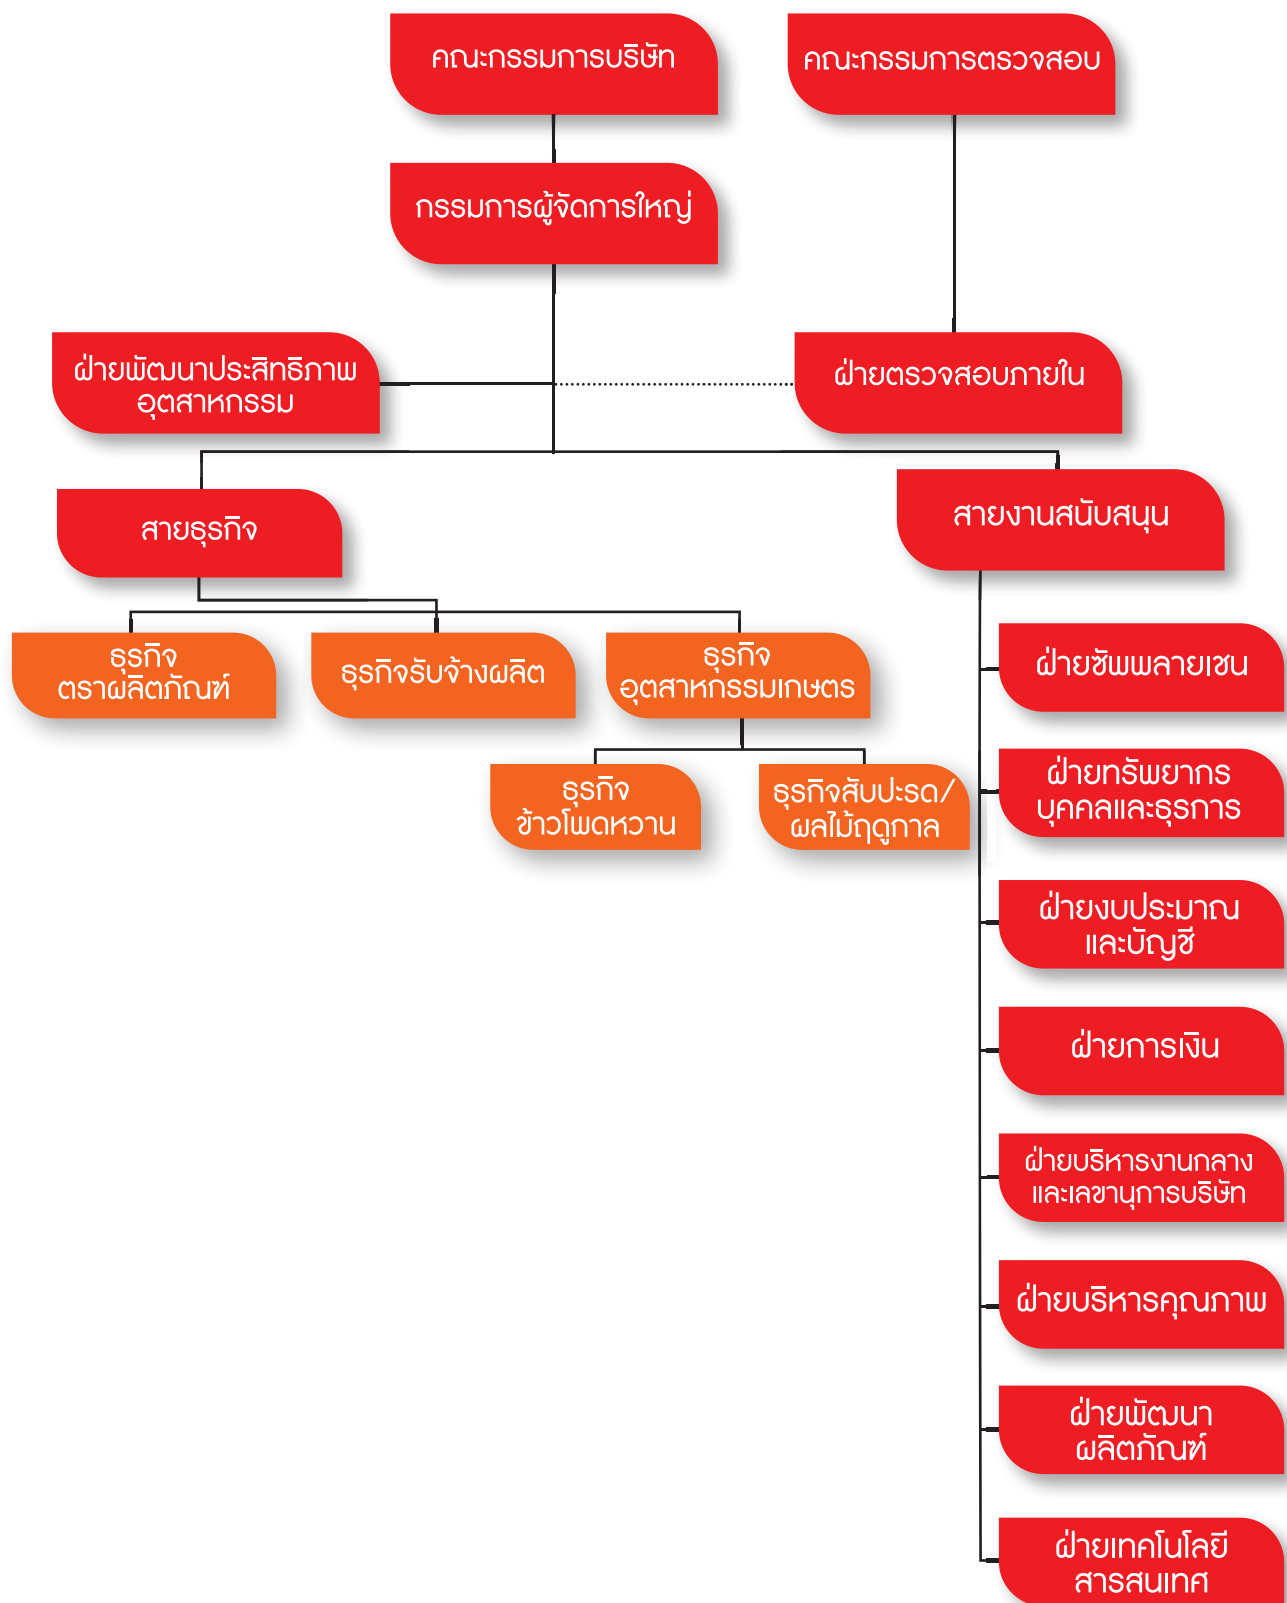 คณะกรรมการบริษัท
คณะกรรมการตรวจสอบ
กรรมการผู้จัดการใหญ่
ฝ่ายพัฒนาประสิทธิภาพ
อุตสาหกรรม
ฝ่ายตรวจสอบภายใน
สายธุรกิจ
สายงานสนับสนุน
ธุรกิจ
ตราผลิตภัณฑ์
ธุรกิจรับจ้างผลิต
ธุรกิจ
อุตสาหกรรมเกษตร
ธุรกิจ
ข้าวโพดหวาน
ธุรกิจสับปะรด/
ผลไม้ฤดูกาล
ฝ่ายซัพพลายเชน
ฝ่ายทรัพยากร
บุคคลและธุรการ
ฝ่ายงบประมาณ
และบัญชี
ฝ่ายการเงิน
ฝ่ายบริหารงานกลาง
และเลขานุการบริษัท
ฝ่ายบริหารคุณภาพ
ฝ่ายพัฒนา
ผลิตภัณฑ์
ฝ่ายเทคโนโลยี
สารสนเทศ